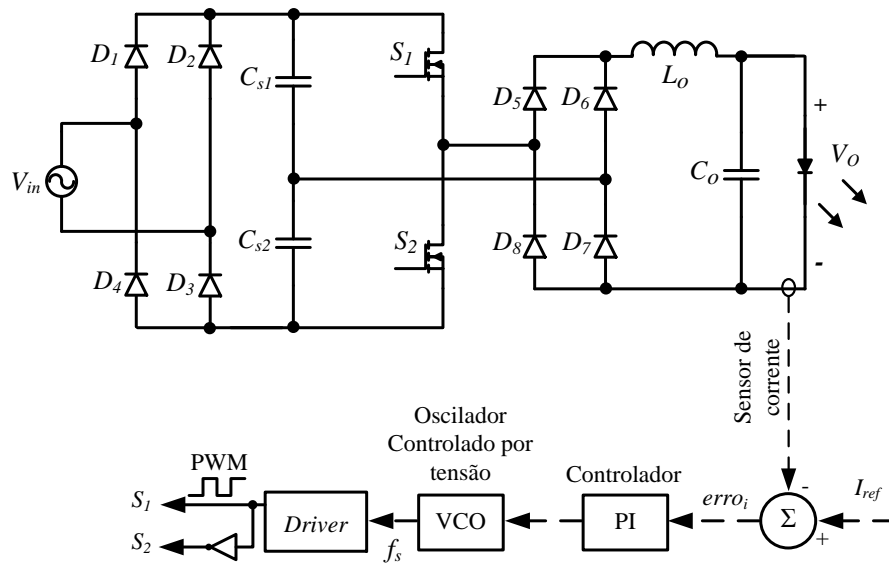 D1
D2
Cs1
S1
D5
D6
Lo
+
Vin
Co
VO
Cs2
S2
D8
D7
-
D4
D3
Sensor de
corrente
Oscilador
Controlado por
tensão
PWM
Controlador
S1
S2
Driver
fs
VCO
PI
erroi
Σ
-
+
Iref